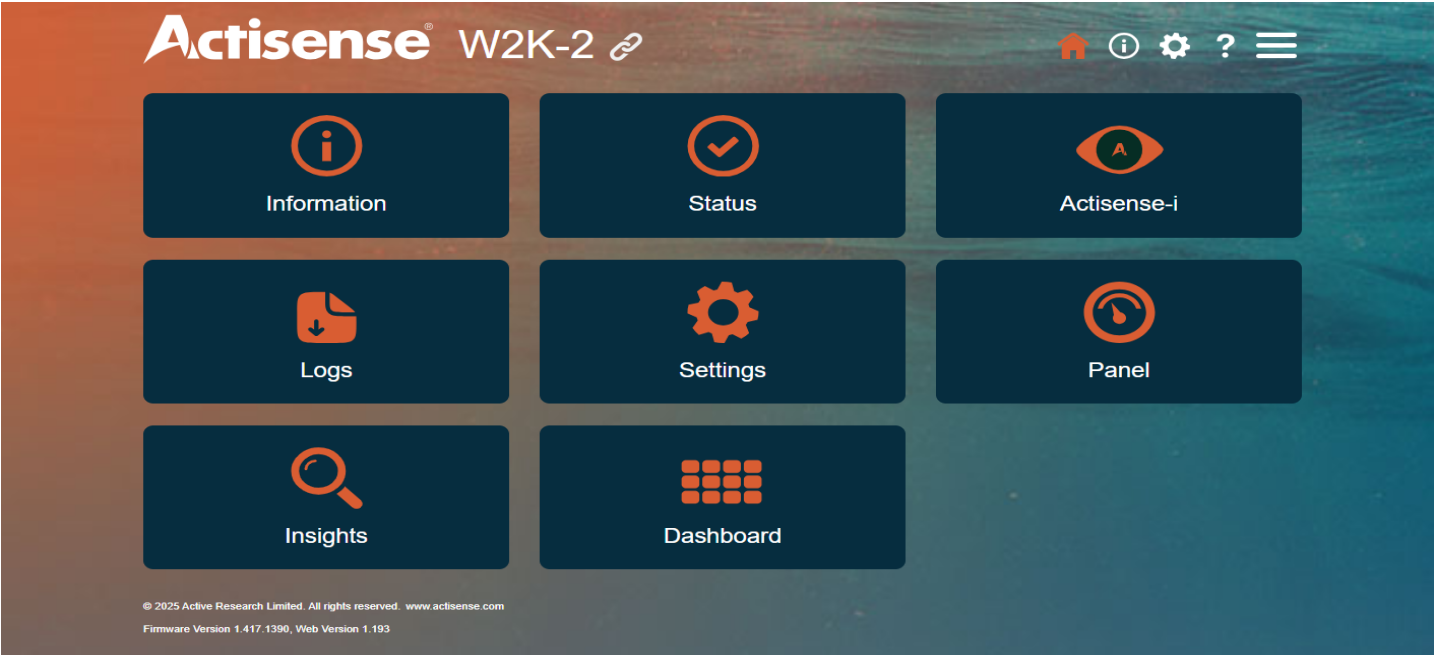 Actisense® W2K-2
Information
Status
A
Actisense-i
Logs
Settings
Panel
Insights
Dashboard
© 2025 Active Research Limited. All rights reserved. www.actisense.com
Firmware Version 1.417.1390, Web Version 1.193